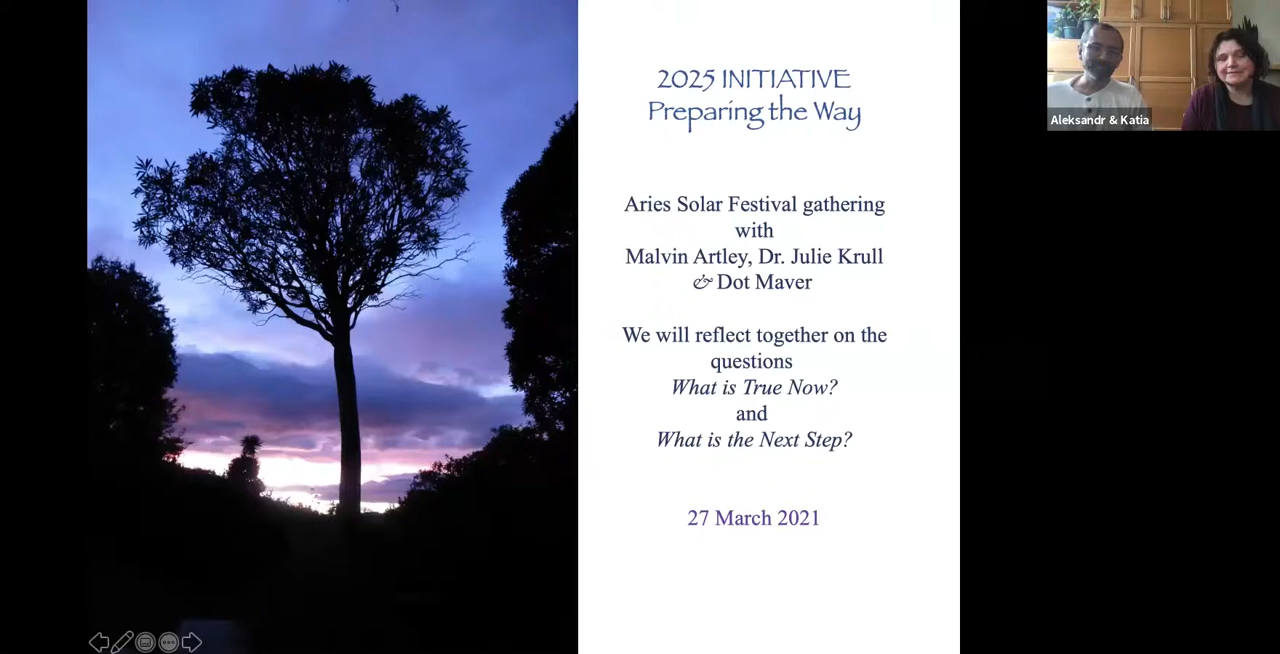 2025 INITIATIVE
Preparing the Way
Aries Solar Festival gathering
with
Malvin Artley, Dr. Julie Krull
& Dot Maver
We will reflect together on the
questions
What is True Now?
and
What is the Next Step?
27 March 2021
Aleksandr & Katia